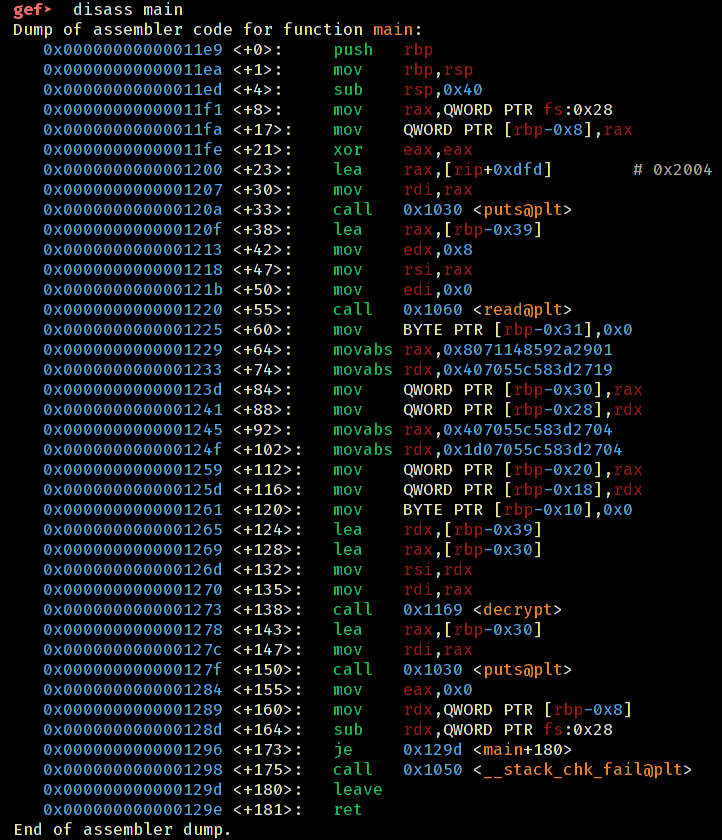 gef➤  disass main
Dump of assembler code for function main:
   0x00000000000011e9 <+0>:     push   rbp
   0x00000000000011ea <+1>:     mov    rbp,rsp
   0x00000000000011ed <+4>:     sub    rsp,0x40
   0x00000000000011f1 <+8>:     mov    rax,QWORD PTR fs:0x28
   0x00000000000011fa <+17>:    mov    QWORD PTR [rbp-0x8],rax
   0x00000000000011fe <+21>:    xor    eax,eax
   0x0000000000001200 <+23>:    lea    rax,[rip+0xdfd]        # 0x2004
   0x0000000000001207 <+30>:    mov    rdi,rax
   0x000000000000120a <+33>:    call   0x1030 <puts@plt>
   0x000000000000120f <+38>:    lea    rax,[rbp-0x39]
   0x0000000000001213 <+42>:    mov    edx,0x8
   0x0000000000001218 <+47>:    mov    rsi,rax
   0x000000000000121b <+50>:    mov    edi,0x0
   0x0000000000001220 <+55>:    call   0x1060 <read@plt>
   0x0000000000001225 <+60>:    mov    BYTE PTR [rbp-0x31],0x0
   0x0000000000001229 <+64>:    movabs rax,0x8071148592a2901
   0x0000000000001233 <+74>:    movabs rdx,0x407055c583d2719
   0x000000000000123d <+84>:    mov    QWORD PTR [rbp-0x30],rax
   0x0000000000001241 <+88>:    mov    QWORD PTR [rbp-0x28],rdx
   0x0000000000001245 <+92>:    movabs rax,0x407055c583d2704
   0x000000000000124f <+102>:   movabs rdx,0x1d07055c583d2704
   0x0000000000001259 <+112>:   mov    QWORD PTR [rbp-0x20],rax
   0x000000000000125d <+116>:   mov    QWORD PTR [rbp-0x18],rdx
   0x0000000000001261 <+120>:   mov    BYTE PTR [rbp-0x10],0x0
   0x0000000000001265 <+124>:   lea    rdx,[rbp-0x39]
   0x0000000000001269 <+128>:   lea    rax,[rbp-0x30]
   0x000000000000126d <+132>:   mov    rsi,rdx
   0x0000000000001270 <+135>:   mov    rdi,rax
   0x0000000000001273 <+138>:   call   0x1169 <decrypt>
   0x0000000000001278 <+143>:   lea    rax,[rbp-0x30]
   0x000000000000127c <+147>:   mov    rdi,rax
   0x000000000000127f <+150>:   call   0x1030 <puts@plt>
   0x0000000000001284 <+155>:   mov    eax,0x0
   0x0000000000001289 <+160>:   mov    rdx,QWORD PTR [rbp-0x8]
   0x000000000000128d <+164>:   sub    rdx,QWORD PTR fs:0x28
   0x0000000000001296 <+173>:   je     0x129d <main+180>
   0x0000000000001298 <+175>:   call   0x1050 <__stack_chk_fail@plt>
   0x000000000000129d <+180>:   leave
   0x000000000000129e <+181>:   ret
End of assembler dump.